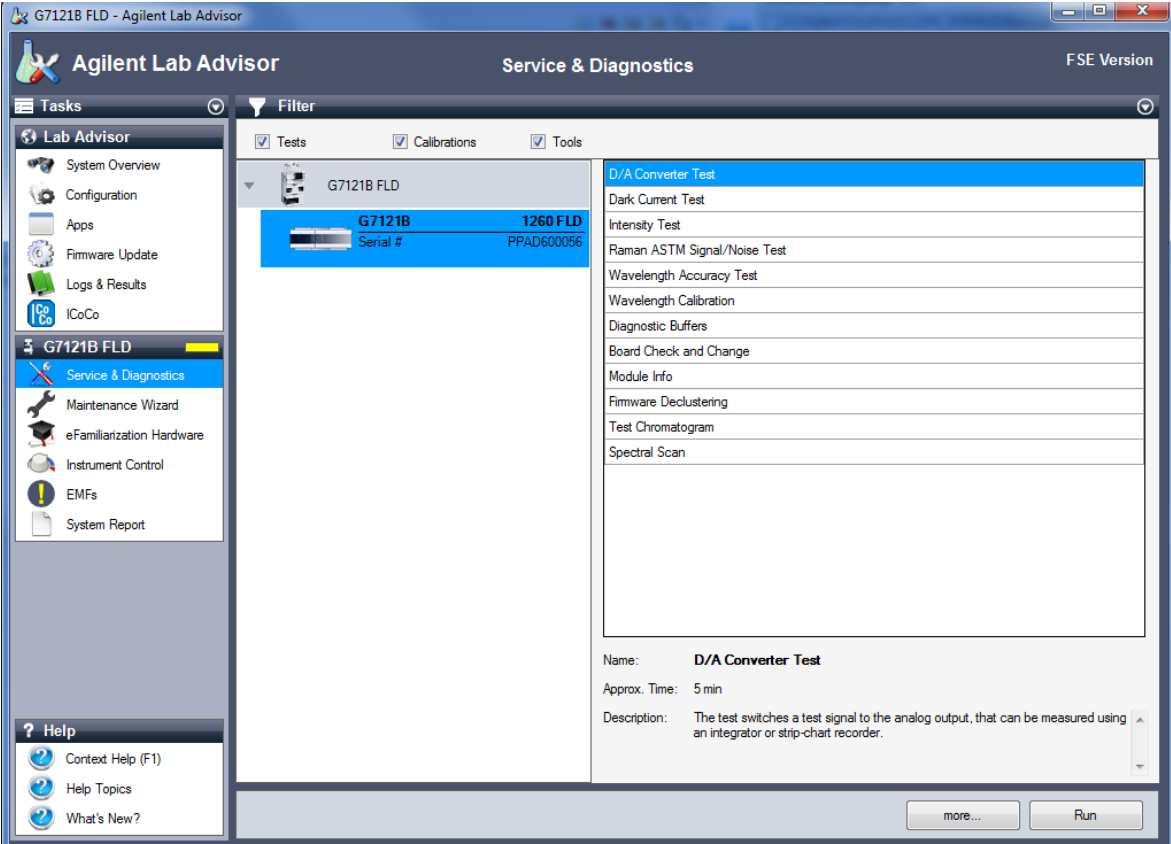 G7121B FLD - Agilent Lab Advisor
Agilent Lab Advisor
Service & Diagnostics
FSE Version
Tasks
Filter
Lab Advisor
System Overview
Configuration
Apps
Firmware Update
Logs & Results
ICoCo
G7121B FLD
Service & Diagnostics
Maintenance Wizard
eFamiliarization Hardware
Instrument Control
EMFs
System Report
? Help
Context Help (F1)
Help Topics
What's New?
Tests Calibrations Tools
G7121B FLD
G7121B 1260 FLD
Serial # PPAD600056
D/A Converter Test
Dark Current Test
Intensity Test
Raman ASTM Signal/Noise Test
Wavelength Accuracy Test
Wavelength Calibration
Diagnostic Buffers
Board Check and Change
Module Info
Firmware Declustering
Test Chromatogram
Spectral Scan
Name: D/A Converter Test
Approx. Time: 5 min
Description: The test switches a test signal to the analog output, that can be measured using
an integrator or strip-chart recorder.
more... Run